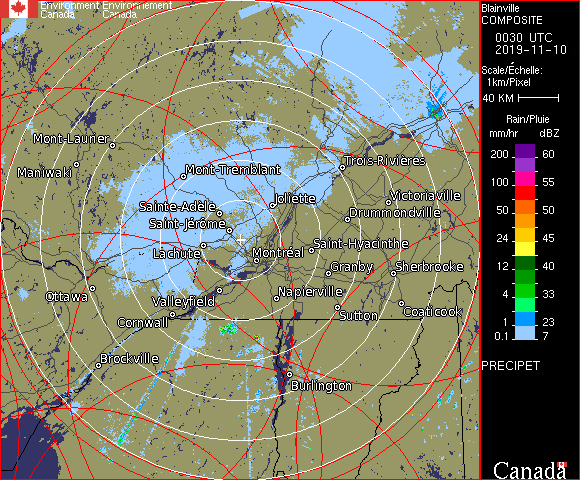 Environment Environnement
Canada Canada
Blainville
COMPOSITE
0030 UTC
2019-11-10
Scale/Échelle:
1km/Pixel
40 KM
Rain/Pluie
mm/hr dBZ
200 60
100 55
50 50
24 45
12 40
4 33
1 23
0.1 7
PRECIPET
Canada
Mont-Laurier
Maniwaki
Mont-Tremblant
Trois-Rivières
Sainte-Adèle
Joliette
Victoriaville
Drummondville
Saint-Jérôme
Saint-Hyacinthe
Lachute
Montréal
Granby
Sherbrooke
Ottawa
Valleyfield
Napierville
Cornwall
Sutton
Coaticook
Brockville
Burlington